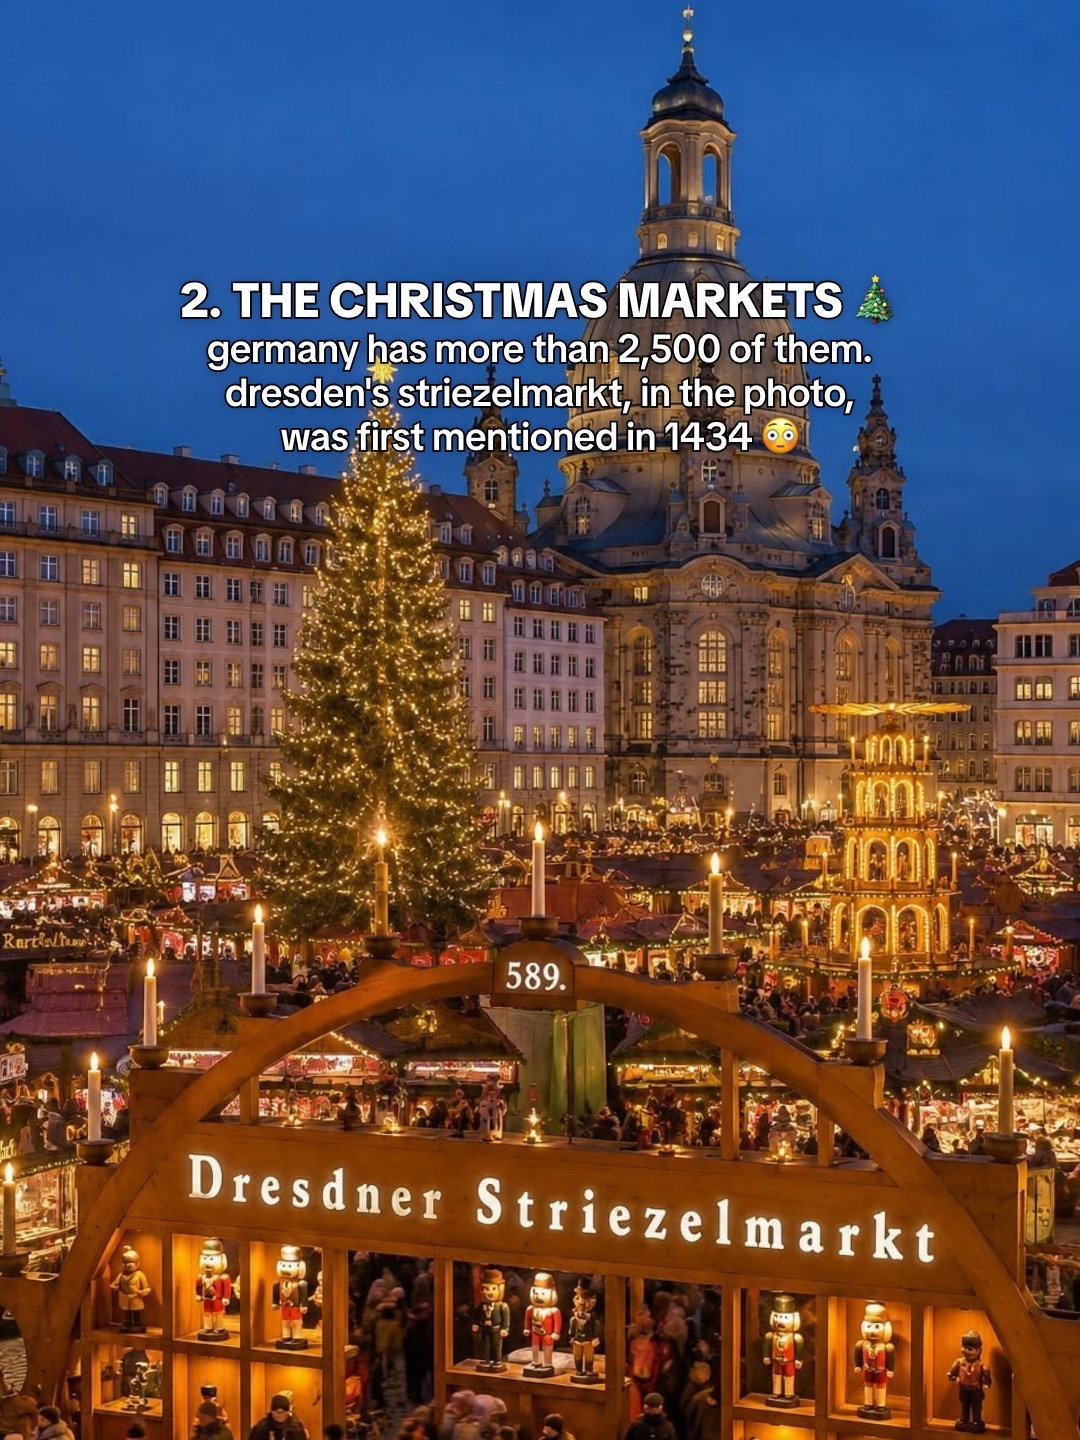 2. THE CHRISTMAS MARKETS 🎄
germany has more than 2,500 of them.
dresden's striezelmarkt, in the photo,
was first mentioned in 1434 😳
589.
Dresdner Striezelmarkt